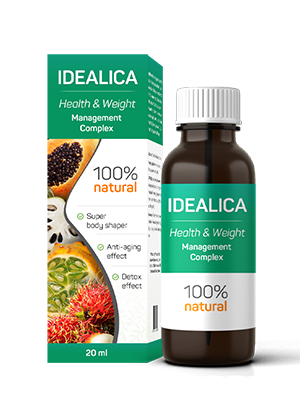 IDEALICA
Health & Weight
Management
Complex
100%
natural
Super
body shaper
Anti-aging
effect
Detox
effect
20 ml
IDEALICA
Health & Weight
Management
Complex
100%
natural